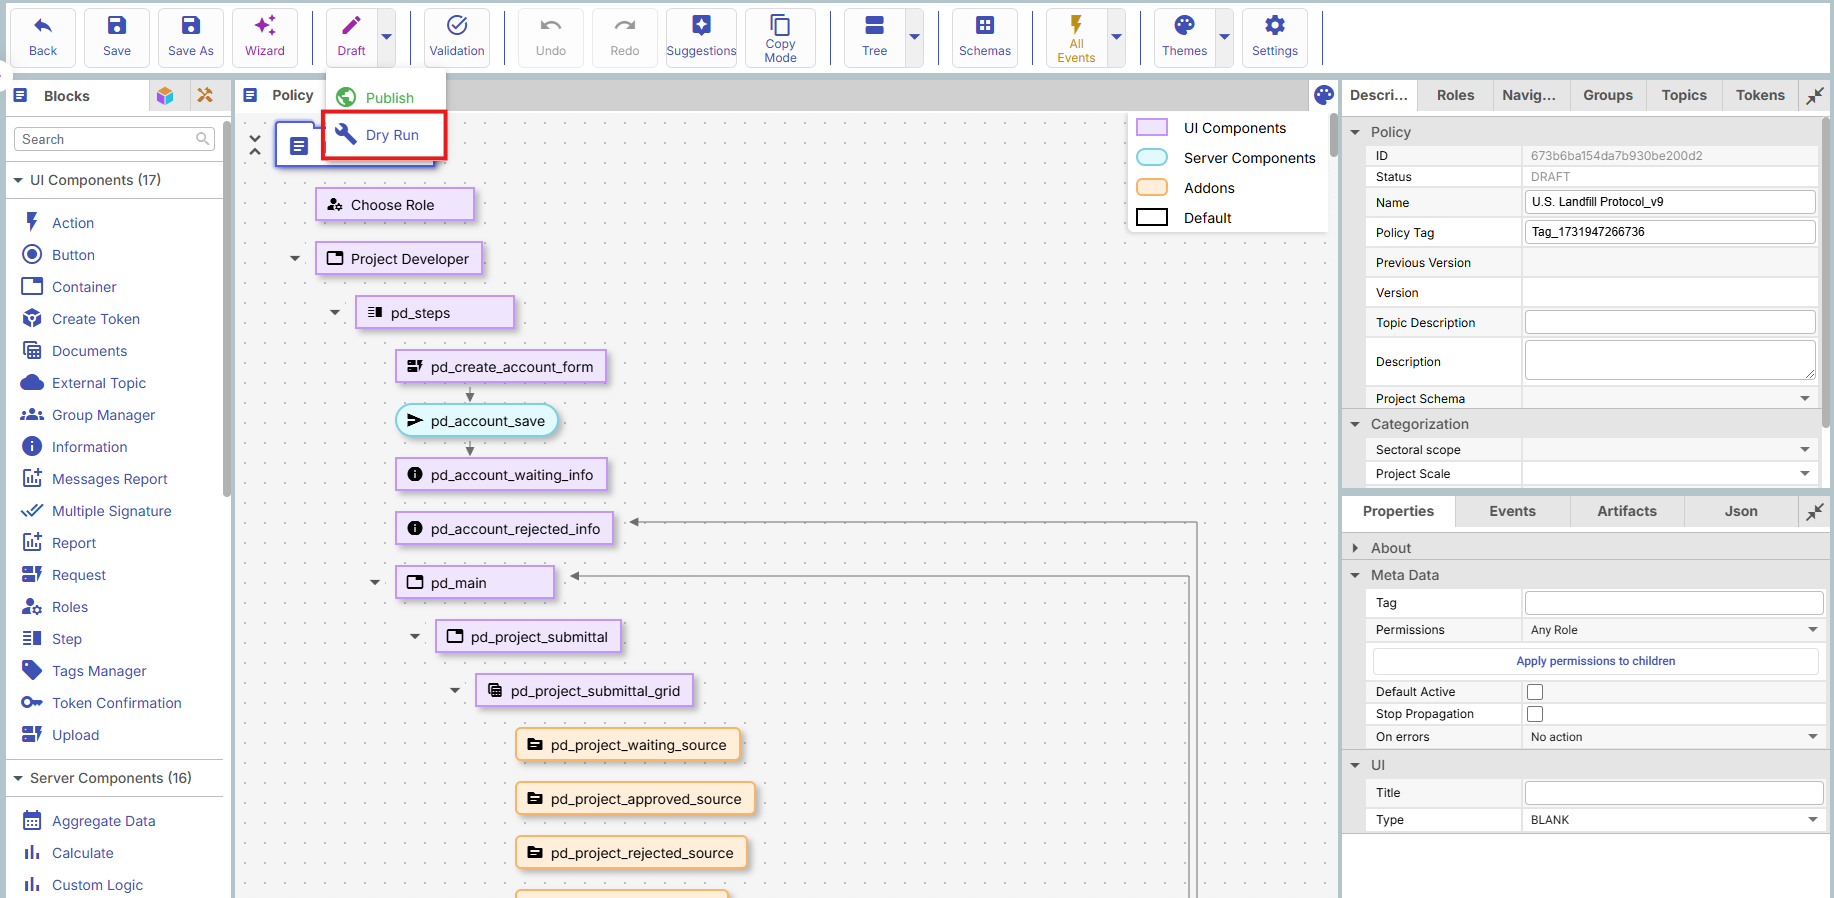 Back
Save
Save As
Wizard
Draft
Validation
Undo
Redo
Suggestions
Copy
Mode
Tree
Schemas
All
Events
Themes
Settings
Publish
Dry Run
Blocks
Search
UI Components (17)
Action
Button
Container
Create Token
Documents
External Topic
Group Manager
Information
Messages Report
Multiple Signature
Report
Request
Roles
Step
Tags Manager
Token Confirmation
Upload
Server Components (16)
Aggregate Data
Calculate
Custom Logic
Policy
Choose Role
Project Developer
pd_steps
pd_create_account_form
pd_account_save
pd_account_waiting_info
pd_account_rejected_info
pd_main
pd_project_submittal
pd_project_submittal_grid
pd_project_waiting_source
pd_project_approved_source
pd_project_rejected_source
UI Components
Server Components
Addons
Default
Descri...
Roles
Navig...
Groups
Topics
Tokens
Policy
ID 673b6ba154da7b930be200d2
Status DRAFT
Name U.S. Landfill Protocol_v9
Policy Tag Tag_1731947266736
Previous Version
Version
Topic Description
Description
Project Schema
Categorization
Sectoral scope
Project Scale
Properties
Events
Artifacts
Json
About
Meta Data
Tag
Permissions Any Role
Apply permissions to children
Default Active
Stop Propagation
On errors No action
UI
Title
Type BLANK